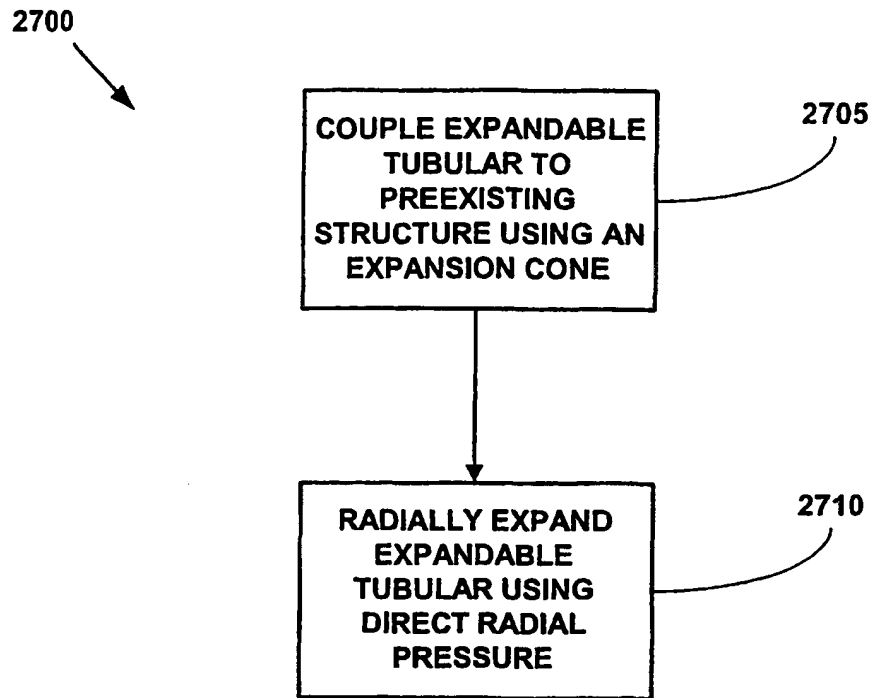 2700
COUPLE EXPANDABLE
TUBULAR TO
PREEXISTING
STRUCTURE USING AN
EXPANSION CONE
2705
RADIALLY EXPAND
EXPANDABLE
TUBULAR USING
DIRECT RADIAL
PRESSURE
2710